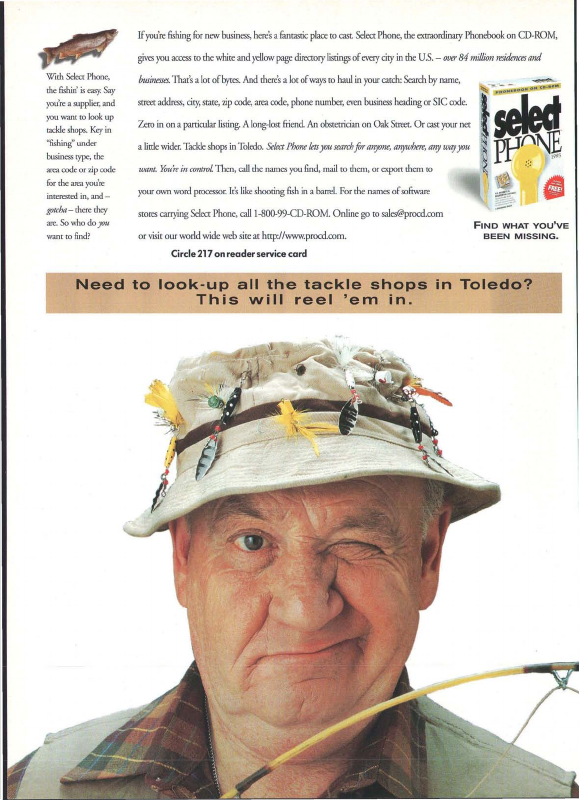 If you're fishing for new business, here's a fantastic place to cast. Select Phone, the extraordinary Phonebook on CD-ROM,
gives you access to the white and yellow page directory listings of every city in the U.S. – over 84 million residences and
businesses. That's a lot of bytes. And there's a lot of ways to haul in your catch: Search by name,
street address, city, state, zip code, area code, phone number, even business heading or SIC code.
Zero in on a particular listing. A long-lost friend. An obstetrician on Oak Street. Or cast your net
a little wider. Tackle shops in Toledo. Select Phone lets you search for anyone, anywhere, any way you
want. You're in control. Then, call the names you find, mail to them, or export them to
your own word processor. It's like shooting fish in a barrel. For the names of software
stores carrying Select Phone, call 1-800-99-CD-ROM. Online go to sales@procd.com
or visit our world wide web site at http://www.procd.com.
Circle 217 on reader service card
With Select Phone,
the fishin' is easy. Say
you're a supplier, and
you want to look up
tackle shops. Key in
"fishing" under
business type, the
area code or zip code
for the area you're
interested in, and –
gotcha – there they
are. So who do you
want to find?
PHONEBOOK ON CD-ROM
select
PHONE
1995
FREE!
select
PHONE
FIND WHAT YOU'VE
BEEN MISSING.
Need to look-up all the tackle shops in Toledo?
This will reel 'em in.